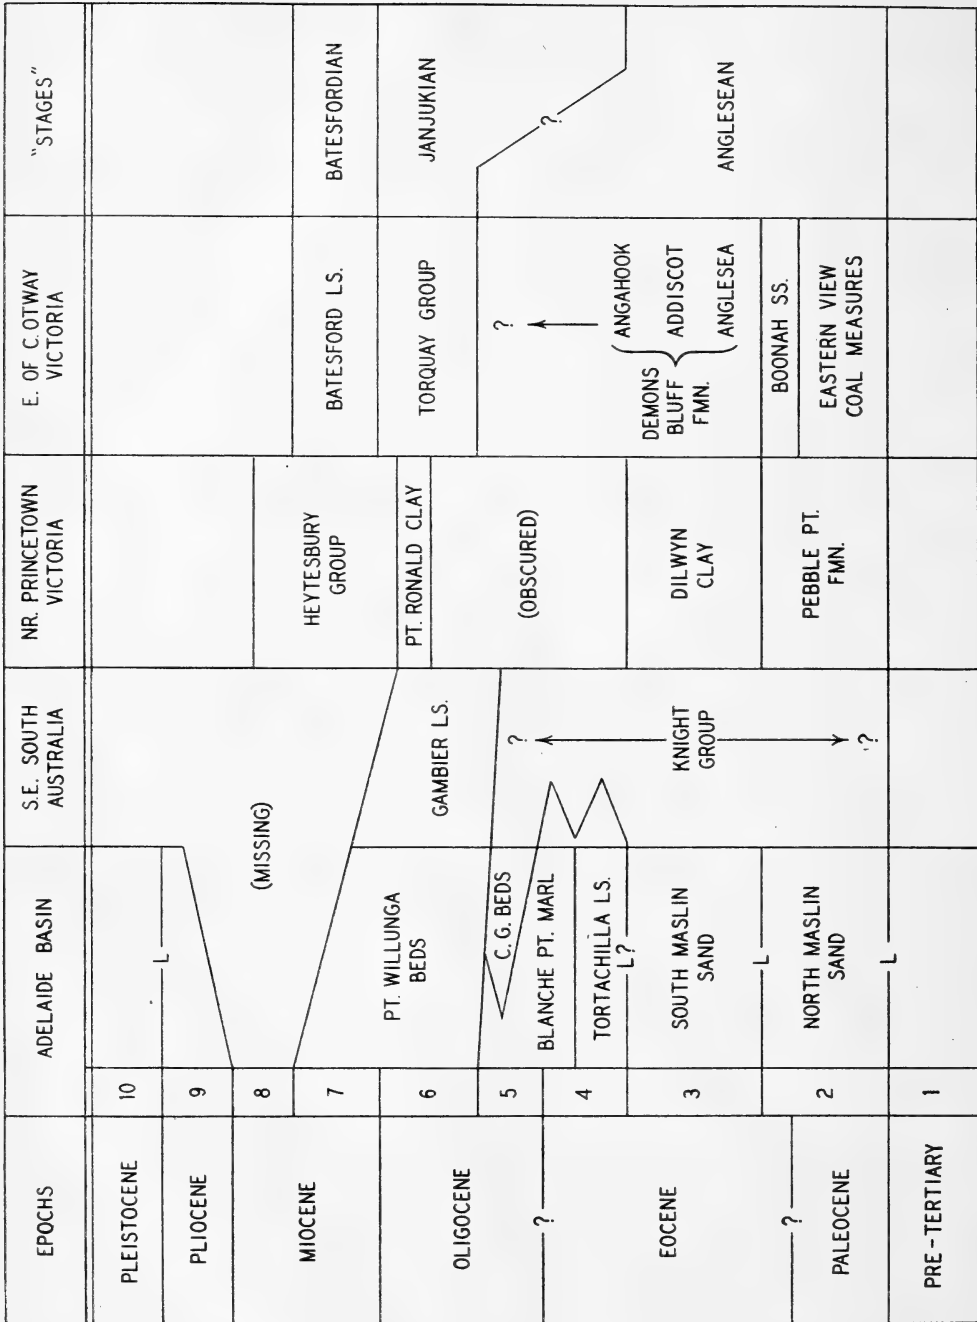 EPOCHS
ADELAIDE BASIN
S.E. SOUTH
AUSTRALIA
NR. PRINCETOWN
VICTORIA
E. OF C. OTWAY
VICTORIA
"STAGES"
PLEISTOCENE
10
L
PLIOCENE
9
(MISSING)
8
MIOCENE
7
HEYTESBURY
GROUP
BATESFORD LS.
BATESFORDIAN
PT. WILLUNGA
BEDS
GAMBIER LS.
PT. RONALD CLAY
TORQUAY GROUP
JANJUKIAN
OLIGOCENE
6
5
C. G. BEDS
?
(OBSCURED)
?
?
?
BLANCHE PT. MARL
4
TORTACHILLA LS.
L?
EOCENE
3
SOUTH MASLIN
SAND
KNIGHT
GROUP
DILWYN
CLAY
DEMONS
BLUFF
FMN.
ANGAHOOK
ADDISCOT
ANGLESEA
ANGLESEAN
L
?
BOONAH SS.
PALEOCENE
2
NORTH MASLIN
SAND
?
PEBBLE PT.
FMN.
EASTERN VIEW
COAL MEASURES
L
PRE-TERTIARY
1